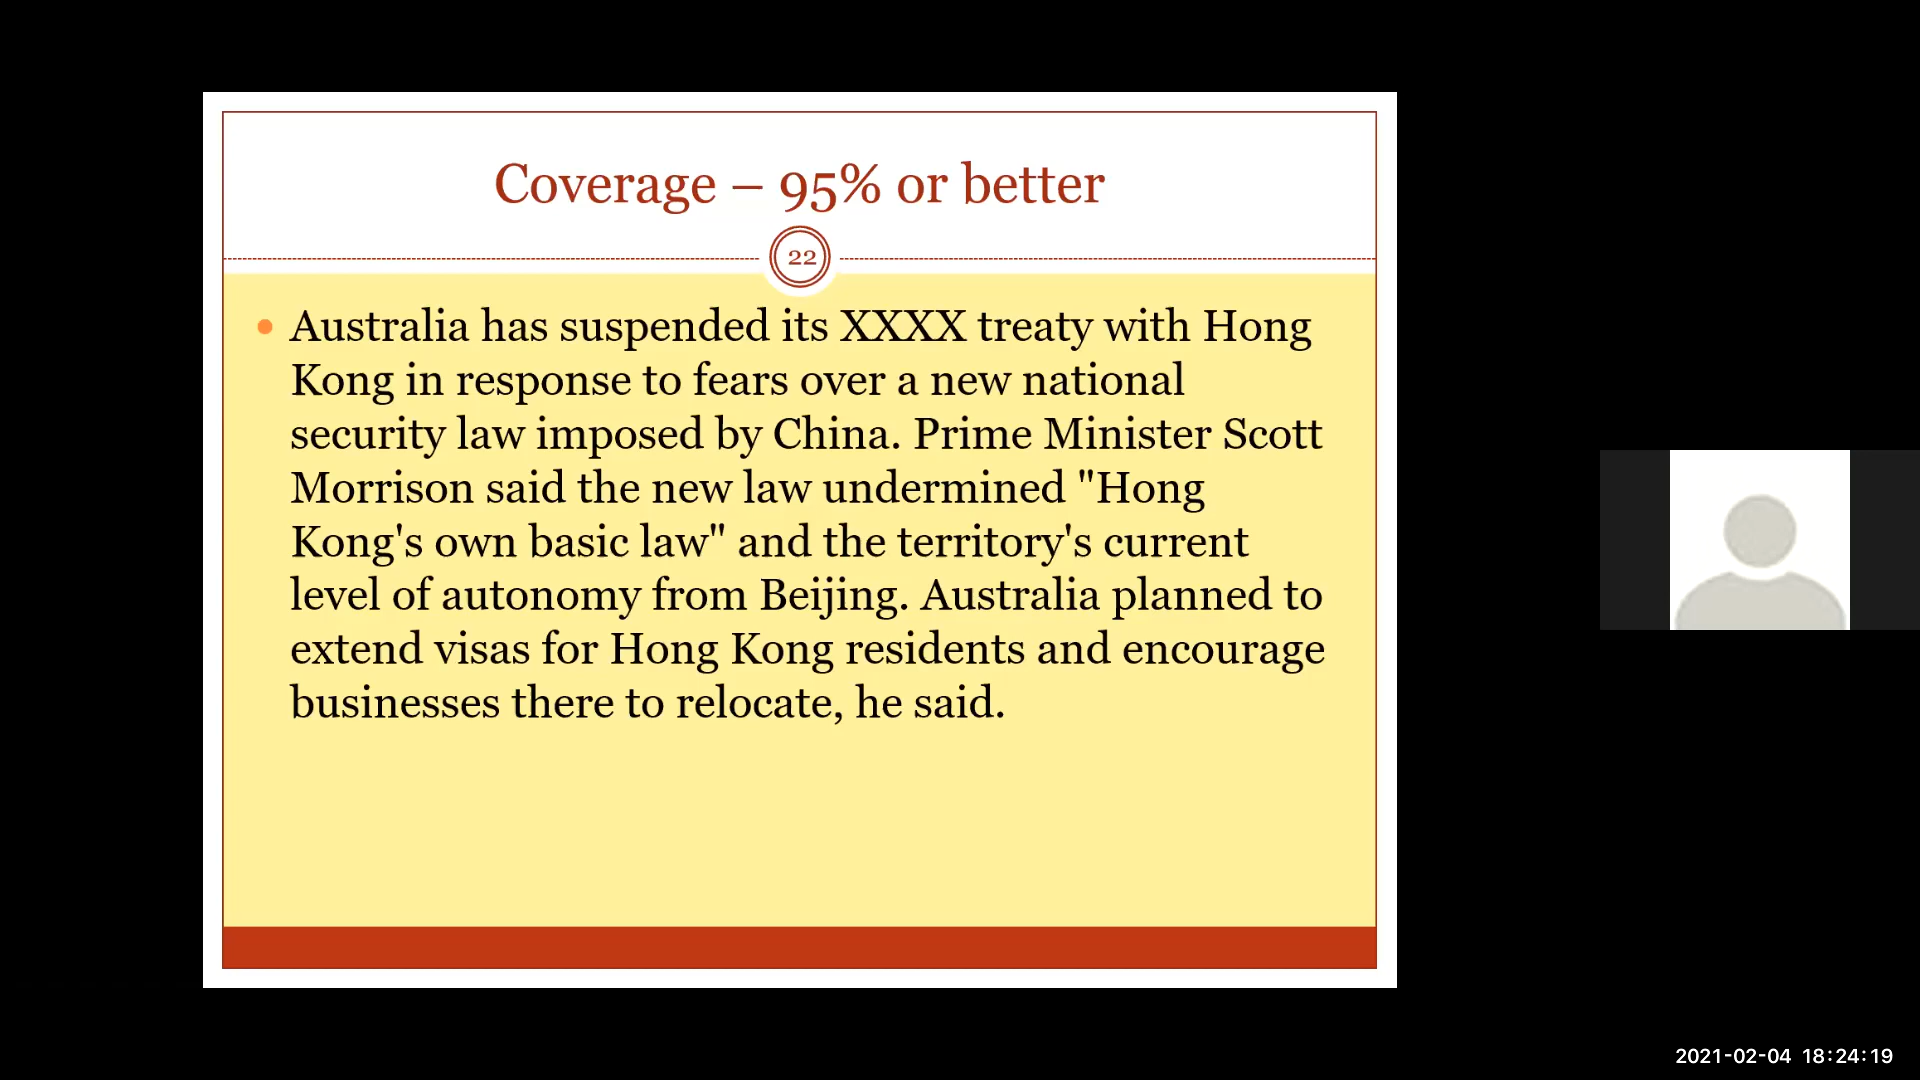 Coverage – 95% or better
22
• Australia has suspended its XXXX treaty with Hong
Kong in response to fears over a new national
security law imposed by China. Prime Minister Scott
Morrison said the new law undermined "Hong
Kong's own basic law" and the territory's current
level of autonomy from Beijing. Australia planned to
extend visas for Hong Kong residents and encourage
businesses there to relocate, he said.
2021-02-04 18:24:19